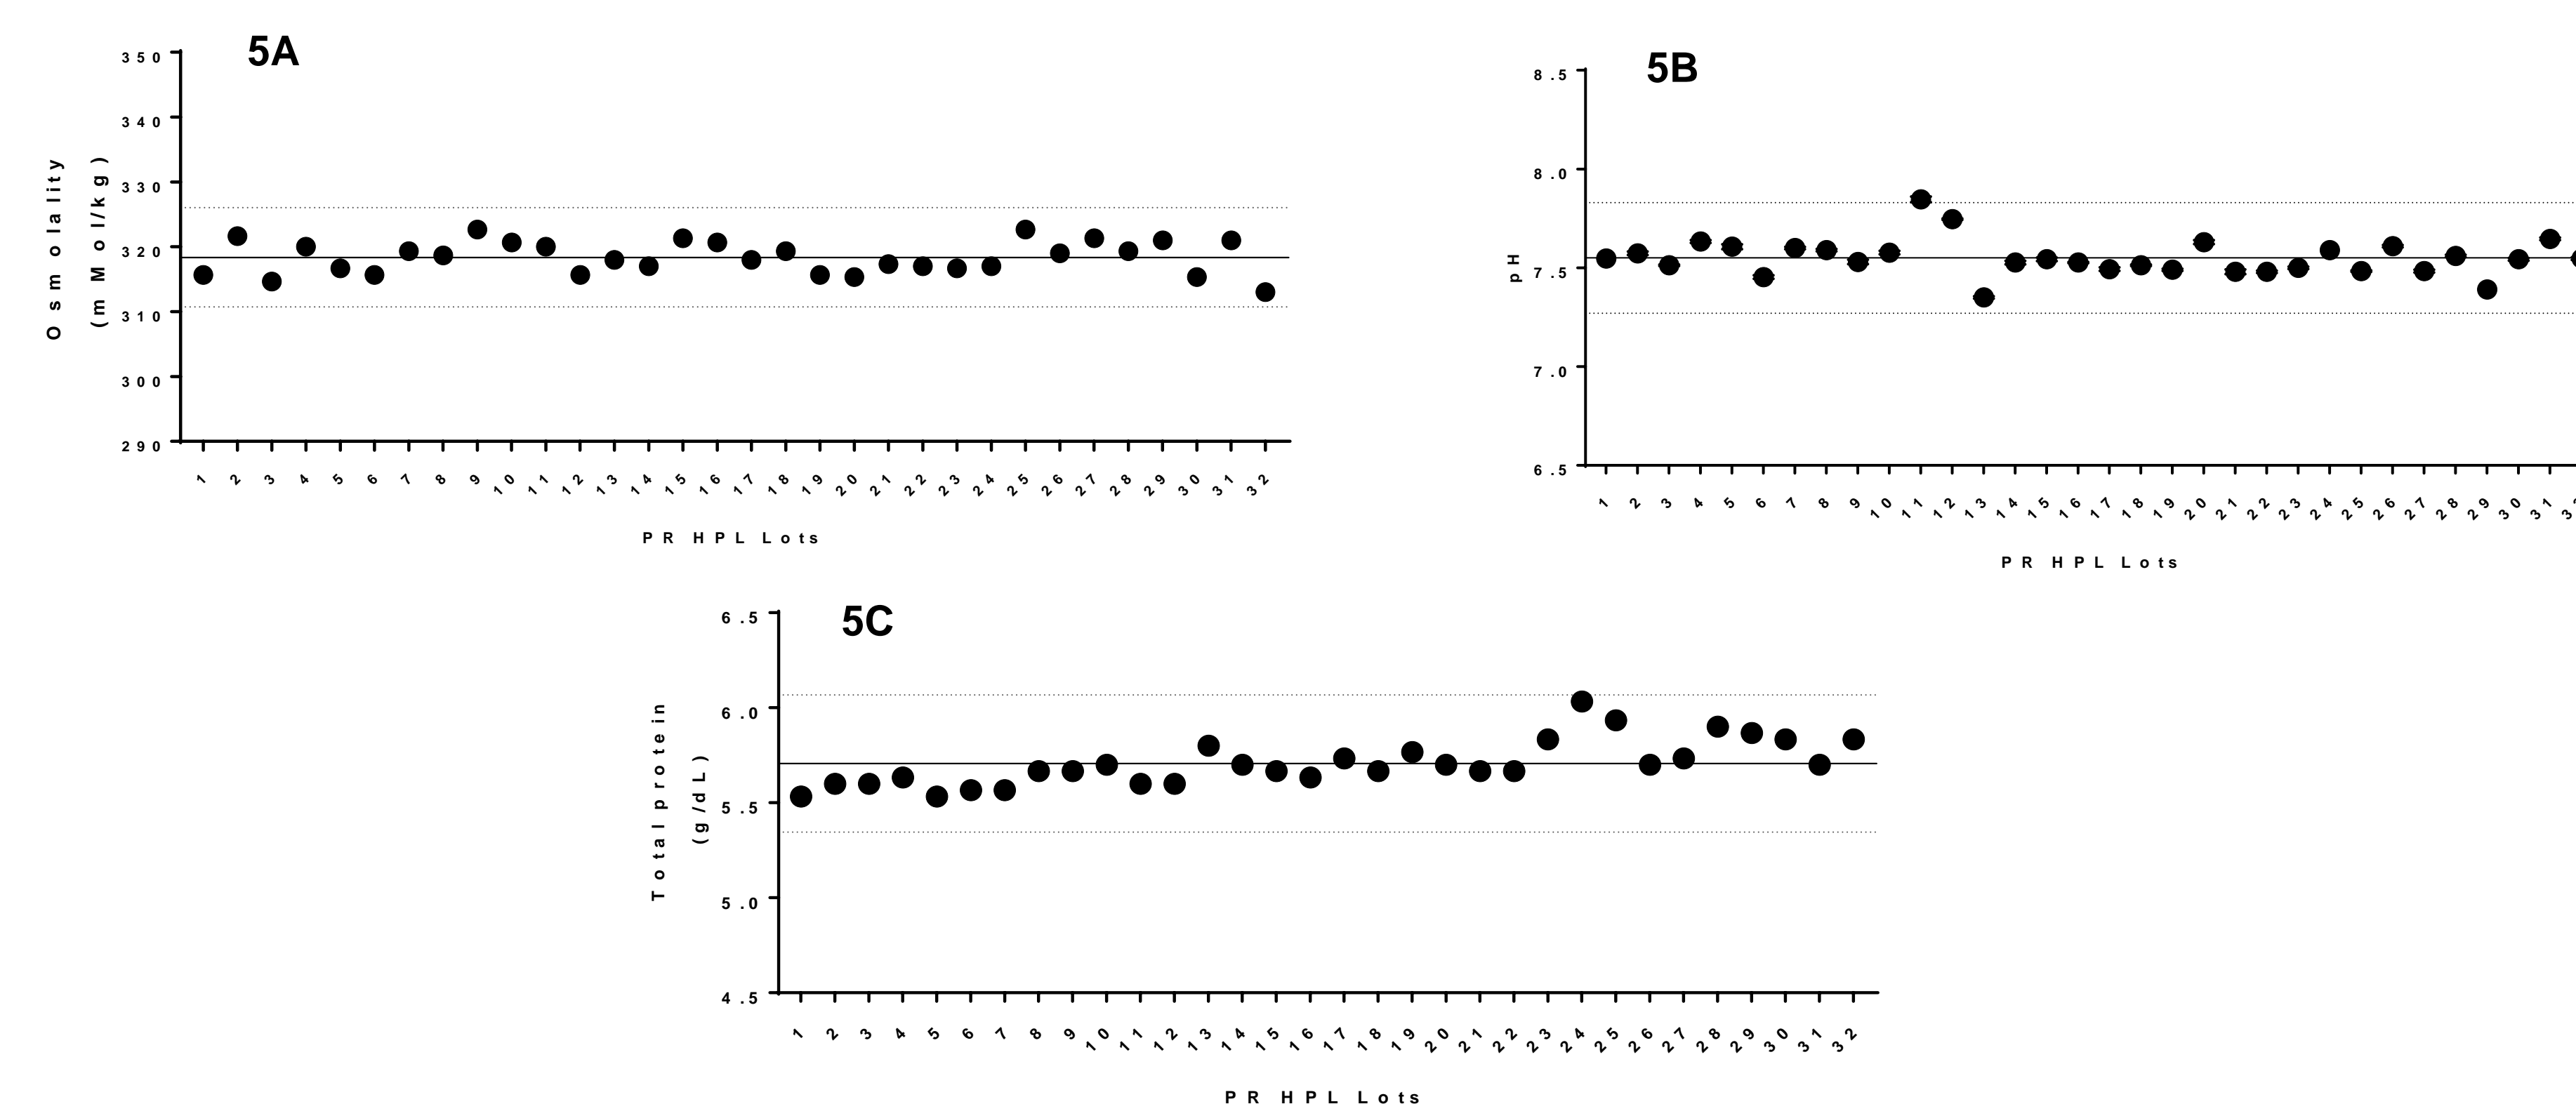 5A
350
340
330
320
310
300
290
Osmolality
(mMol/kg)
1 2 3 4 5 6 7 8 9 10 11 12 13 14 15 16 17 18 19 20 21 22 23 24 25 26 27 28 29 30 31 32
PR HPL Lots
5B
8.5
8.0
7.5
7.0
6.5
pH
1 2 3 4 5 6 7 8 9 10 11 12 13 14 15 16 17 18 19 20 21 22 23 24 25 26 27 28 29 30 31
PR HPL Lots
5C
6.5
6.0
5.5
5.0
4.5
Total protein
(g/dL)
1 2 3 4 5 6 7 8 9 10 11 12 13 14 15 16 17 18 19 20 21 22 23 24 25 26 27 28 29 30 31 32
PR HPL Lots